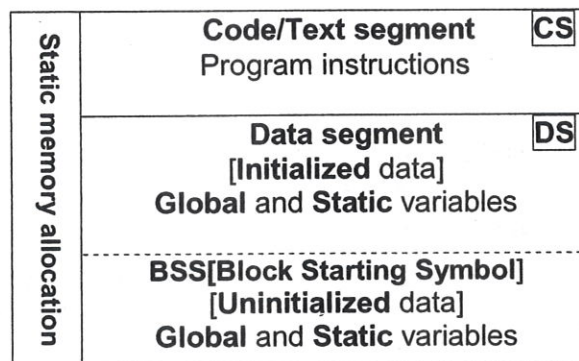 Static memory allocation
Code/Text segment CS
Program instructions
Data segment DS
[Initialized data]
Global and Static variables
BSS[Block Starting Symbol]
[Uninitialized data]
Global and Static variables